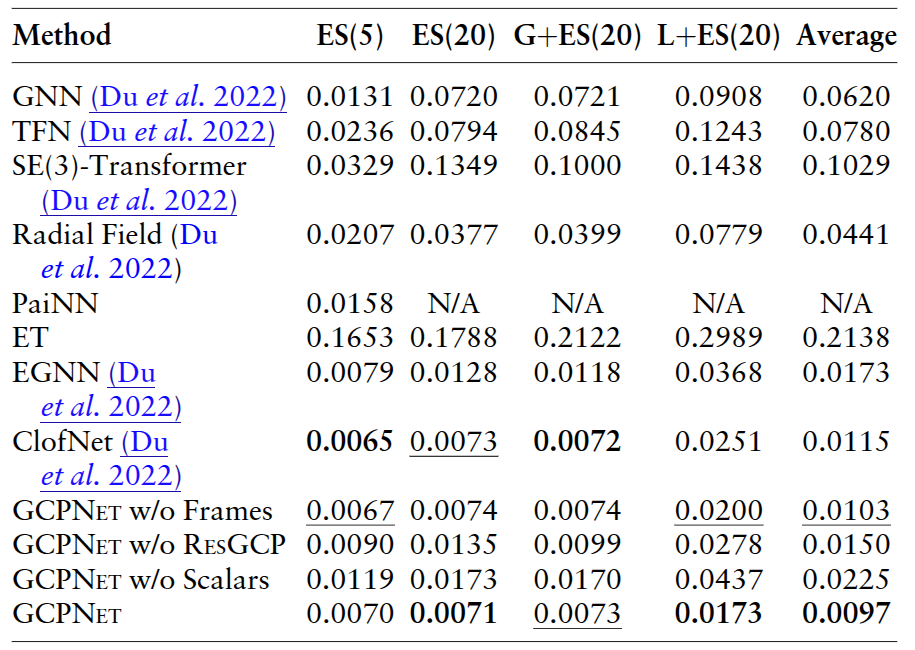 Method ES(5) ES(20) G+ES(20) L+ES(20) Average
GNN (Du et al. 2022) 0.0131 0.0720 0.0721 0.0908 0.0620
TFN (Du et al. 2022) 0.0236 0.0794 0.0845 0.1243 0.0780
SE(3)-Transformer 0.0329 0.1349 0.1000 0.1438 0.1029
(Du et al. 2022)
Radial Field (Du 0.0207 0.0377 0.0399 0.0779 0.0441
et al. 2022)
PaiNN 0.0158 N/A N/A N/A N/A
ET 0.1653 0.1788 0.2122 0.2989 0.2138
EGNN (Du 0.0079 0.0128 0.0118 0.0368 0.0173
et al. 2022)
ClofNet (Du 0.0065 0.0073 0.0072 0.0251 0.0115
et al. 2022)
GCPNET w/o Frames 0.0067 0.0074 0.0074 0.0200 0.0103
GCPNET w/o RESGCP 0.0090 0.0135 0.0099 0.0278 0.0150
GCPNET w/o Scalars 0.0119 0.0173 0.0170 0.0437 0.0225
GCPNET 0.0070 0.0071 0.0073 0.0173 0.0097